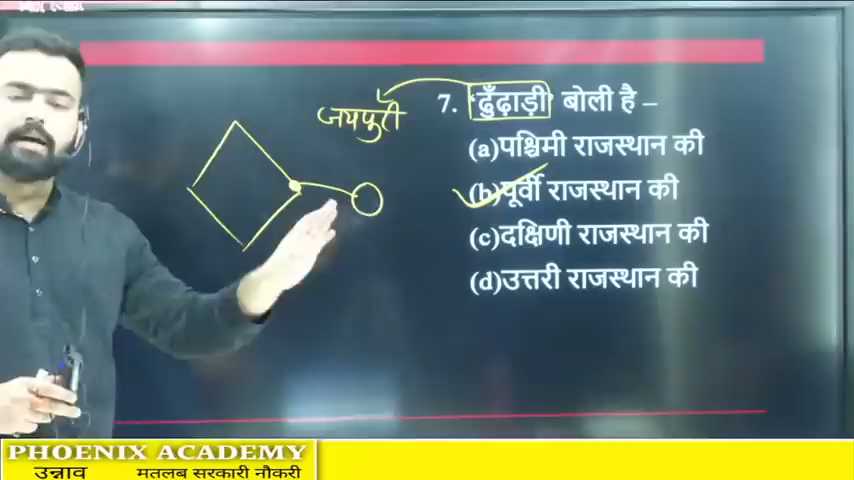 जयपुरी
7. 'ढुँढ़ाड़ी' बोली है –
(a)पश्चिमी राजस्थान की
(b)पूर्वी राजस्थान की
(c)दक्षिणी राजस्थान की
(d)उत्तरी राजस्थान की
PHOENIX ACADEMY
उन्नाव मतलब सरकारी नौकरी